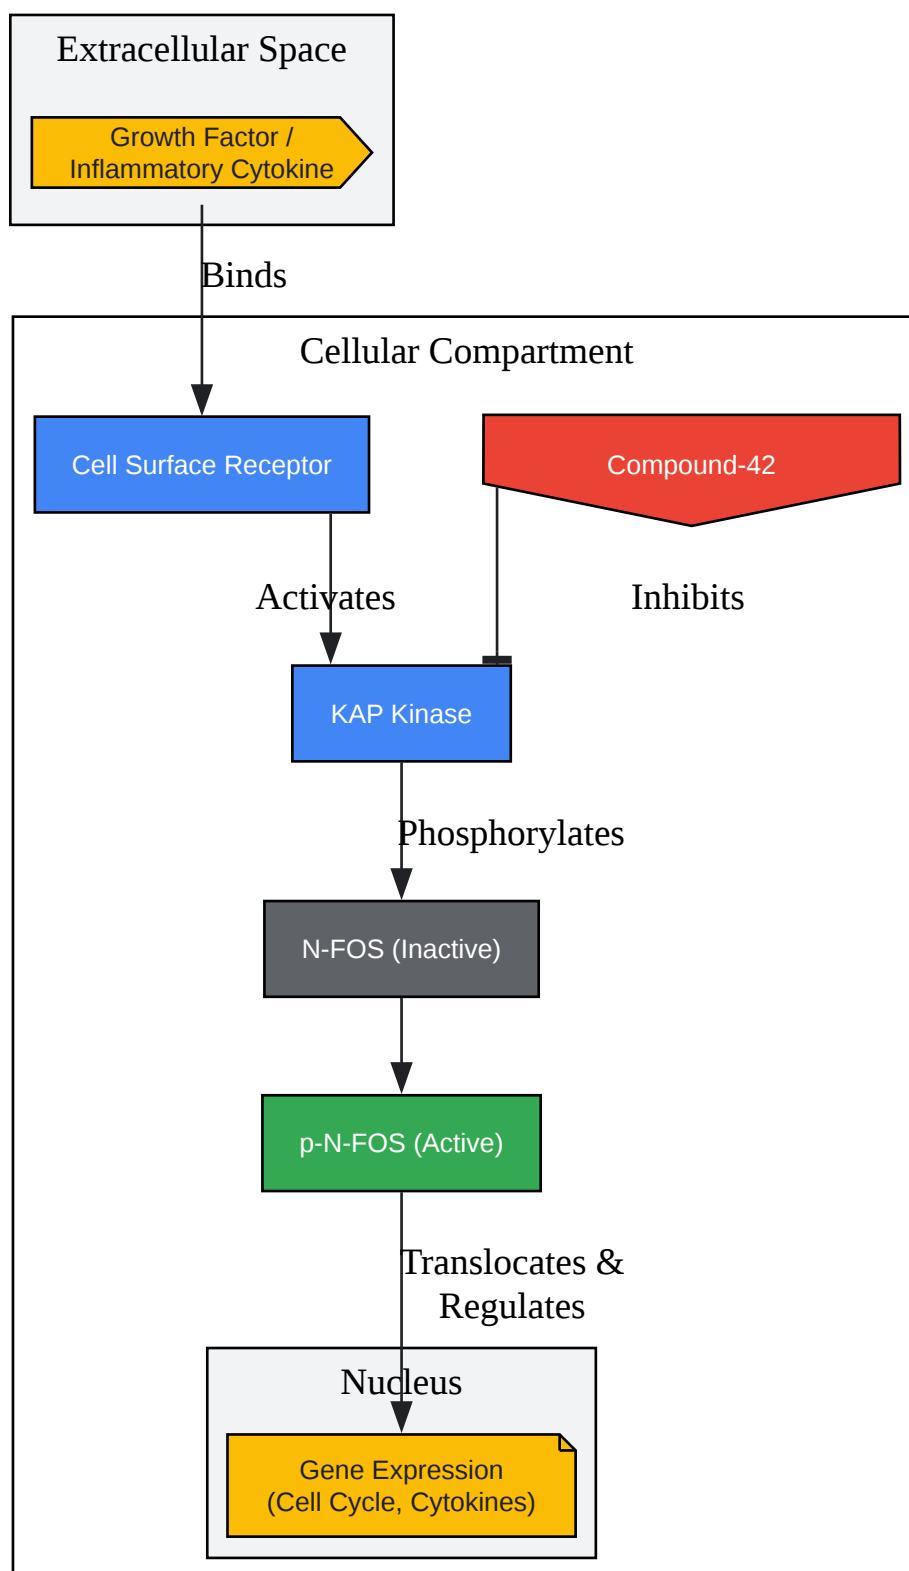 Extracellular Space
Growth Factor /
Inflammatory Cytokine
Binds
Cellular Compartment
Cell Surface Receptor
Compound-42
Activates
Inhibits
KAP Kinase
Phosphorylates
N-FOS (Inactive)
p-N-FOS (Active)
Translocates &
Regulates
Nucleus
Gene Expression
(Cell Cycle, Cytokines)